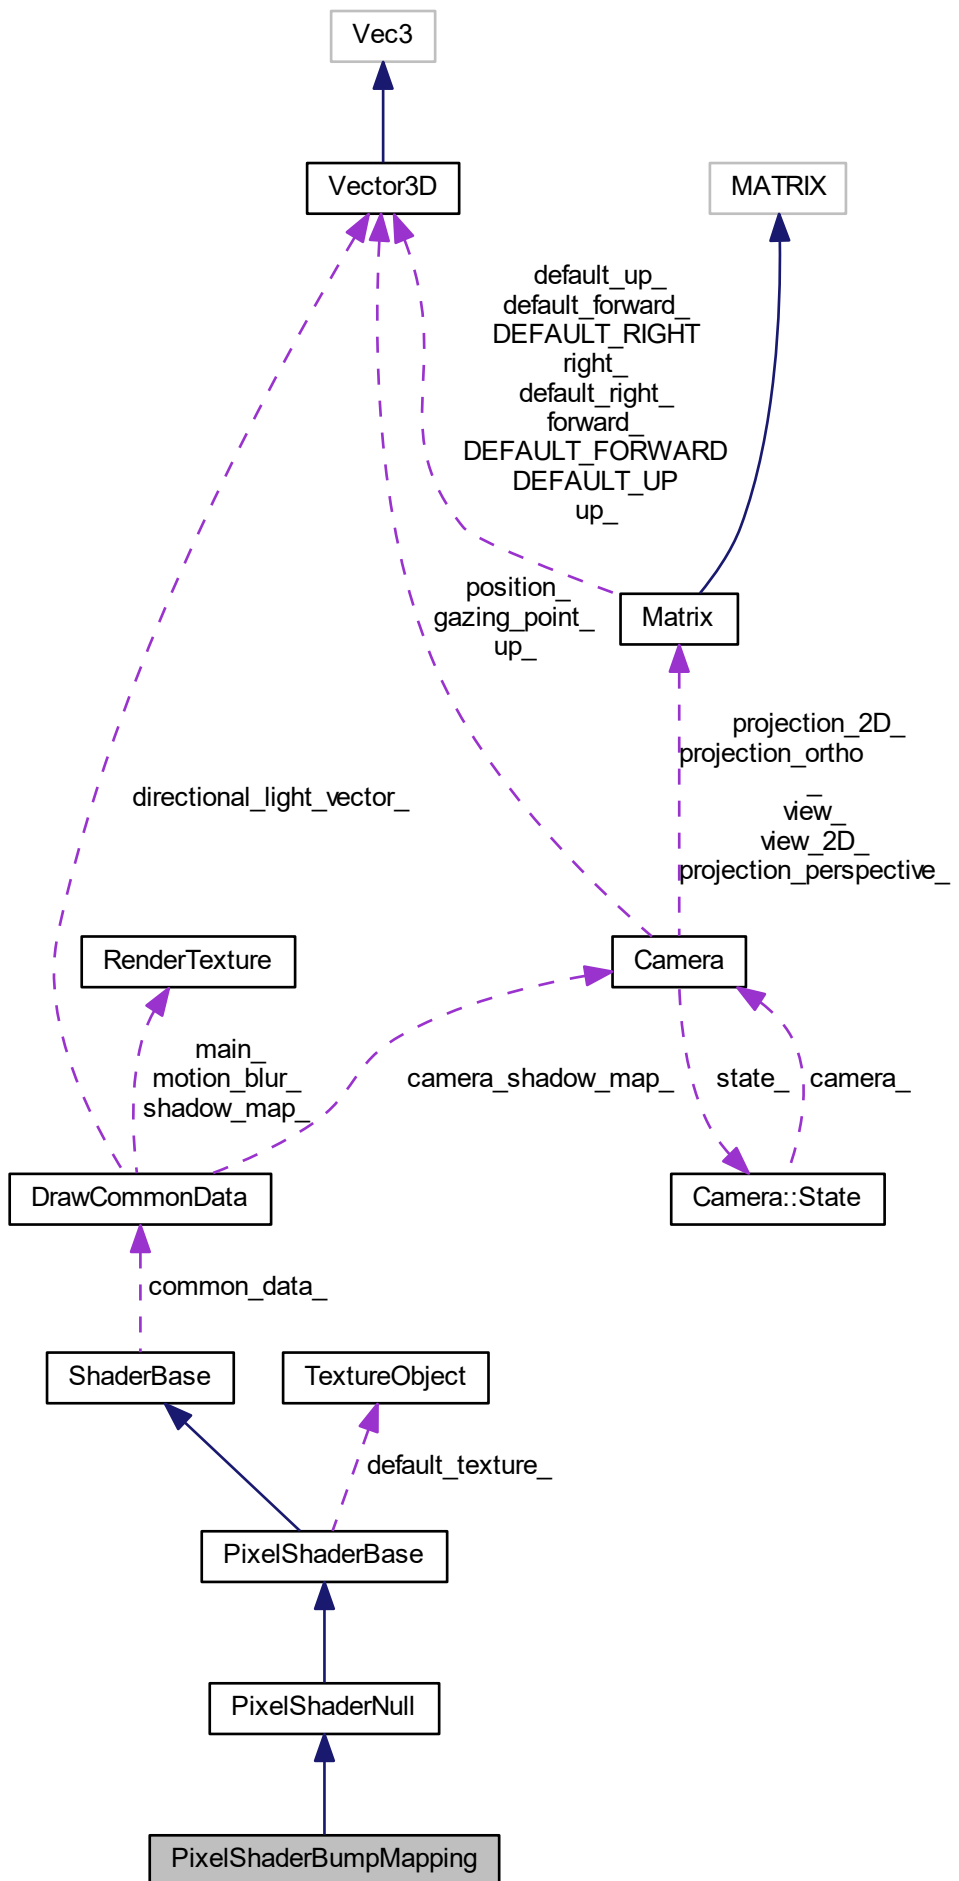 Vec3
Vector3D
MATRIX
default_up_
default_forward_
DEFAULT_RIGHT
right_
default_right_
forward_
DEFAULT_FORWARD
DEFAULT_UP
up_
position_
gazing_point_
up_
Matrix
projection_2D_
projection_ortho
_
view_
view_2D_
projection_perspective_
directional_light_vector_
RenderTexture
Camera
main_
motion_blur_
shadow_map_
camera_shadow_map_
state_
camera_
DrawCommonData
Camera::State
common_data_
ShaderBase
TextureObject
default_texture_
PixelShaderBase
PixelShaderNull
PixelShaderBumpMapping